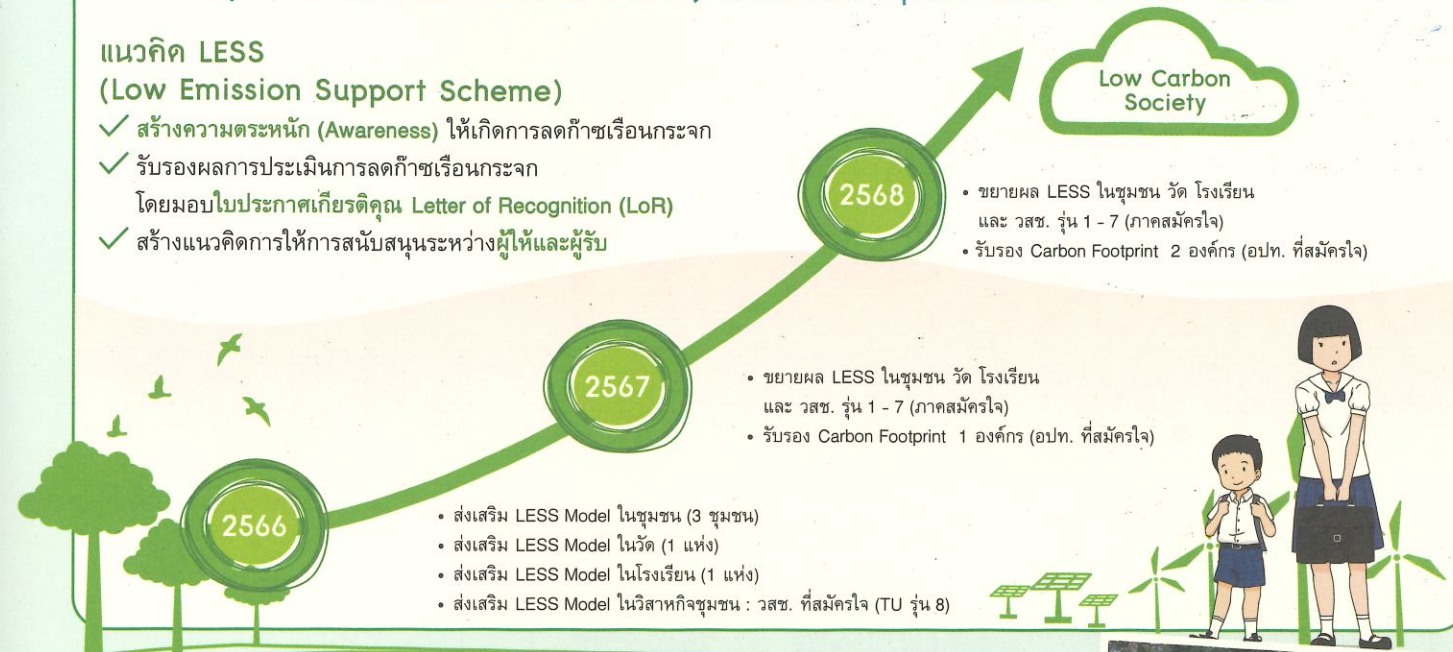 แนวคิด LESS
(Low Emission Support Scheme)
สร้างความตระหนัก (Awareness) ให้เกิดการลดก๊าซเรือนกระจก
รับรองผลการประเมินการลดก๊าซเรือนกระจก
โดยมอบใบประกาศเกียรติคุณ Letter of Recognition (LoR)
สร้างแนวคิดการให้การสนับสนุนระหว่างผู้ให้และผู้รับ
Low Carbon
Society
2568
• ขยายผล LESS ในชุมชน วัด โรงเรียน
และ วสช. รุ่น 1 - 7 (ภาคสมัครใจ)
• รับรอง Carbon Footprint 2 องค์กร (อปท. ที่สมัครใจ)
2567
• ขยายผล LESS ในชุมชน วัด โรงเรียน
และ วสช. รุ่น 1 - 7 (ภาคสมัครใจ)
• รับรอง Carbon Footprint 1 องค์กร (อปท. ที่สมัครใจ)
2566
• ส่งเสริม LESS Model ในชุมชน (3 ชุมชน)
• ส่งเสริม LESS Model ในวัด (1 แห่ง)
• ส่งเสริม LESS Model ในโรงเรียน (1 แห่ง)
• ส่งเสริม LESS Model ในวิสาหกิจชุมชน : วสช. ที่สมัครใจ (TU รุ่น 8)